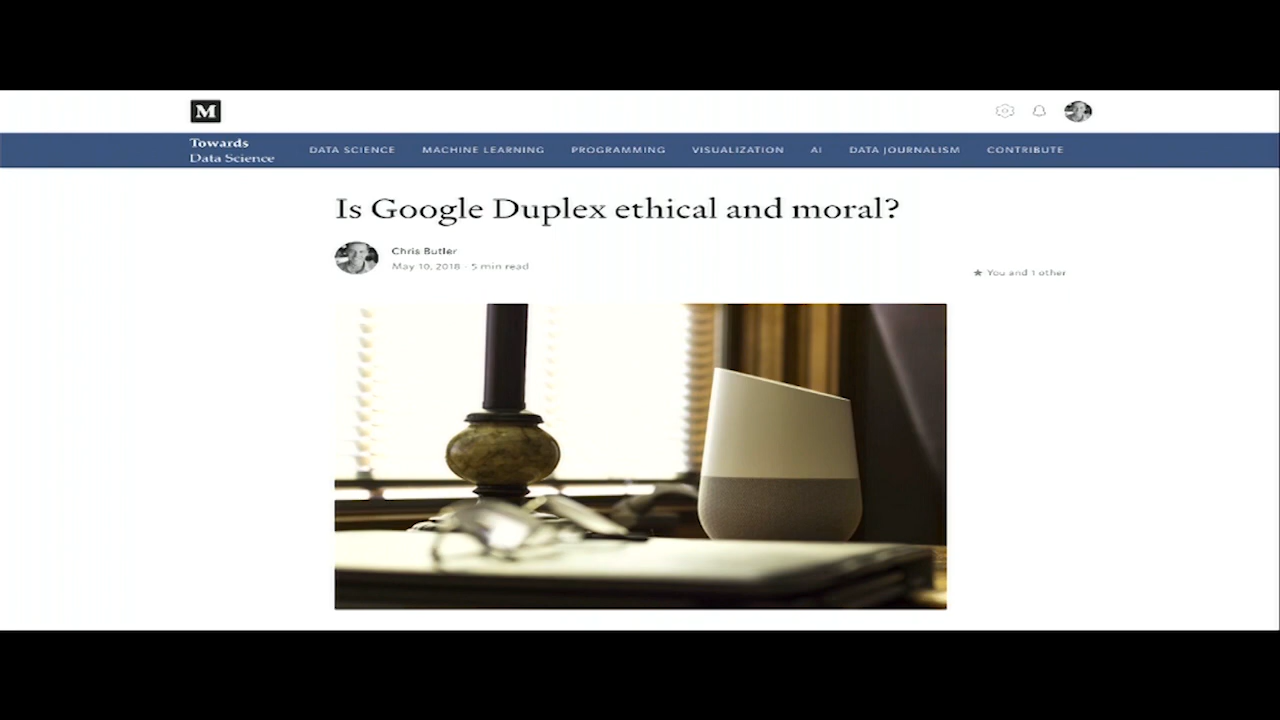 M
Towards
Data Science
DATA SCIENCE MACHINE LEARNING PROGRAMMING VISUALIZATION AI DATA JOURNALISM CONTRIBUTE
Is Google Duplex ethical and moral?
Chris Butler
May 10, 2018 · 5 min read
★ You and 1 other